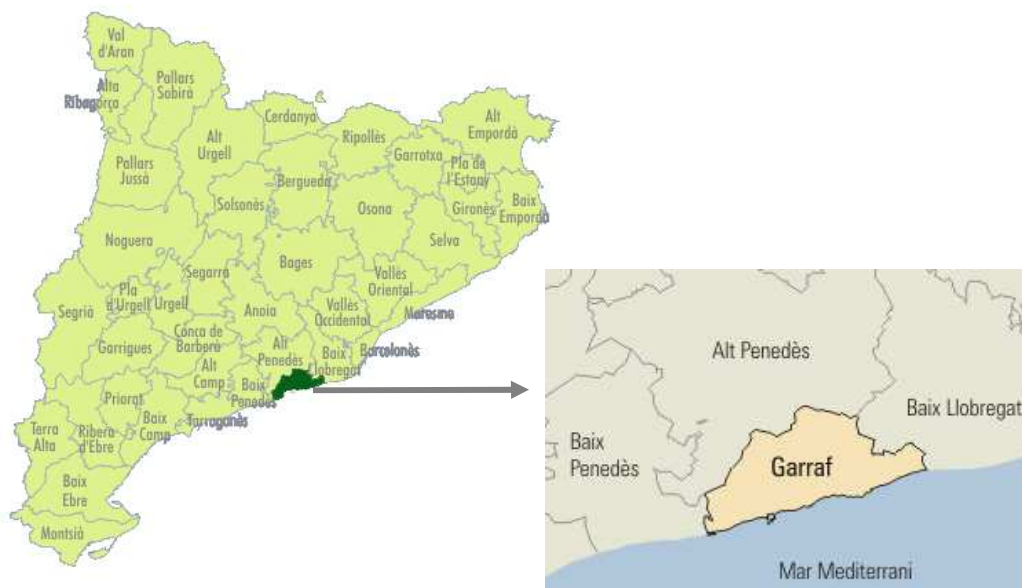 Val
d'Aran
Alta
Ribagorça
Pallars
Sobirà
Cerdanya
Ripollès
Alt
Empordà
Alt
Urgell
Garrotxa
Pla de
l'Estany
Pallars
Jussà
Berguedà
Solsonès
Osona
Gironès
Baix
Empordà
Noguera
Selva
Segarra
Bages
Vallès
Oriental
Segrià
Pla
d'Urgell
Urgell
Anoia
Vallès
Occidental
Maresme
Garrigues
Conca de
Barberà
Alt
Penedès
Baix
Llobregat
Barcelonès
Alt
Camp
Baix
Penedès
Priorat
Baix
Camp
Tarragonès
Terra
Alta
Ribera
d'Ebre
Baix
Ebre
Montsià
Alt Penedès
Baix Llobregat
Baix
Penedès
Garraf
Mar Mediterrani